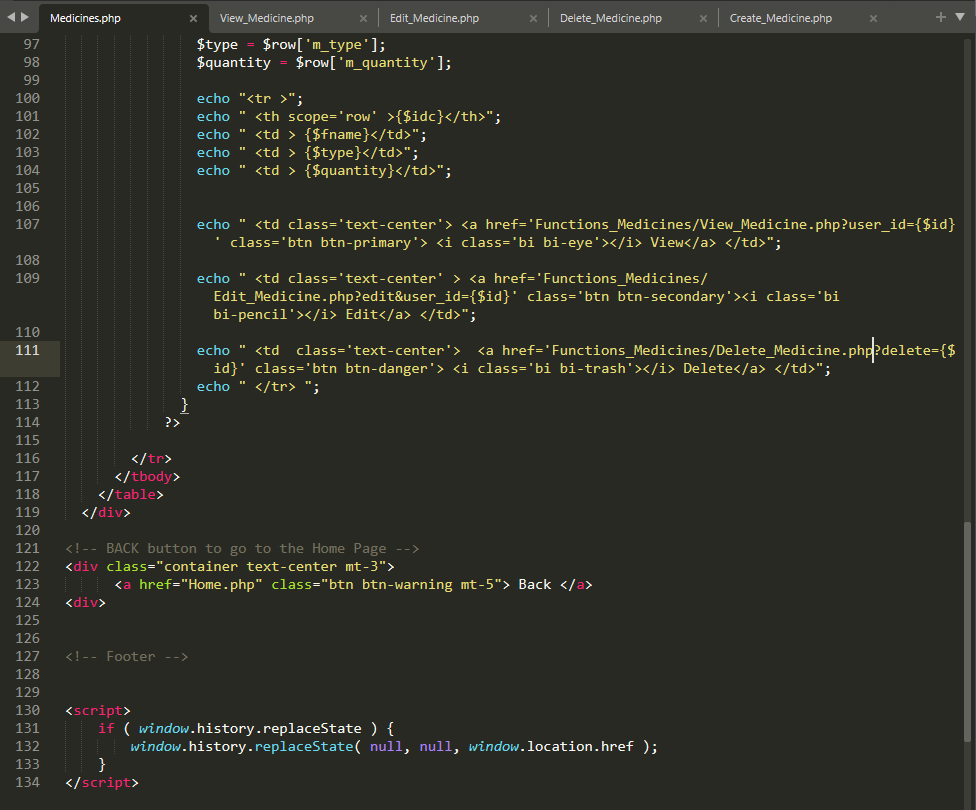 Medicines.php × View_Medicine.php × Edit_Medicine.php × Delete_Medicine.php × Create_Medicine.php × + ▼
97 $type = $row['m_type'];
98 $quantity = $row['m_quantity'];
99
100 echo "<tr >";
101 echo " <th scope='row' >{$idc}</th>";
102 echo " <td > {$fname}</td>";
103 echo " <td > {$type}</td>";
104 echo " <td > {$quantity}</td>";
105
106
107 echo " <td class='text-center'> <a href='Functions_Medicines/View_Medicine.php?user_id={$id}
' class='btn btn-primary'> <i class='bi bi-eye'></i> View</a> </td>";
108
109 echo " <td class='text-center' > <a href='Functions_Medicines/
Edit_Medicine.php?edit&user_id={$id}' class='btn btn-secondary'><i class='bi
bi-pencil'></i> Edit</a> </td>";
110
111 echo " <td  class='text-center'>  <a href='Functions_Medicines/Delete_Medicine.php?delete={$
id}' class='btn btn-danger'> <i class='bi bi-trash'></i> Delete</a> </td>";
112 echo " </tr> ";
113 }
114 ?>
115
116 </tr>
117 </tbody>
118 </table>
119 </div>
120
121 <!-- BACK button to go to the Home Page -->
122 <div class="container text-center mt-3">
123 <a href="Home.php" class="btn btn-warning mt-5"> Back </a>
124 <div>
125
126
127 <!-- Footer -->
128
129
130 <script>
131 if ( window.history.replaceState ) {
132 window.history.replaceState( null, null, window.location.href );
133 }
134 </script>